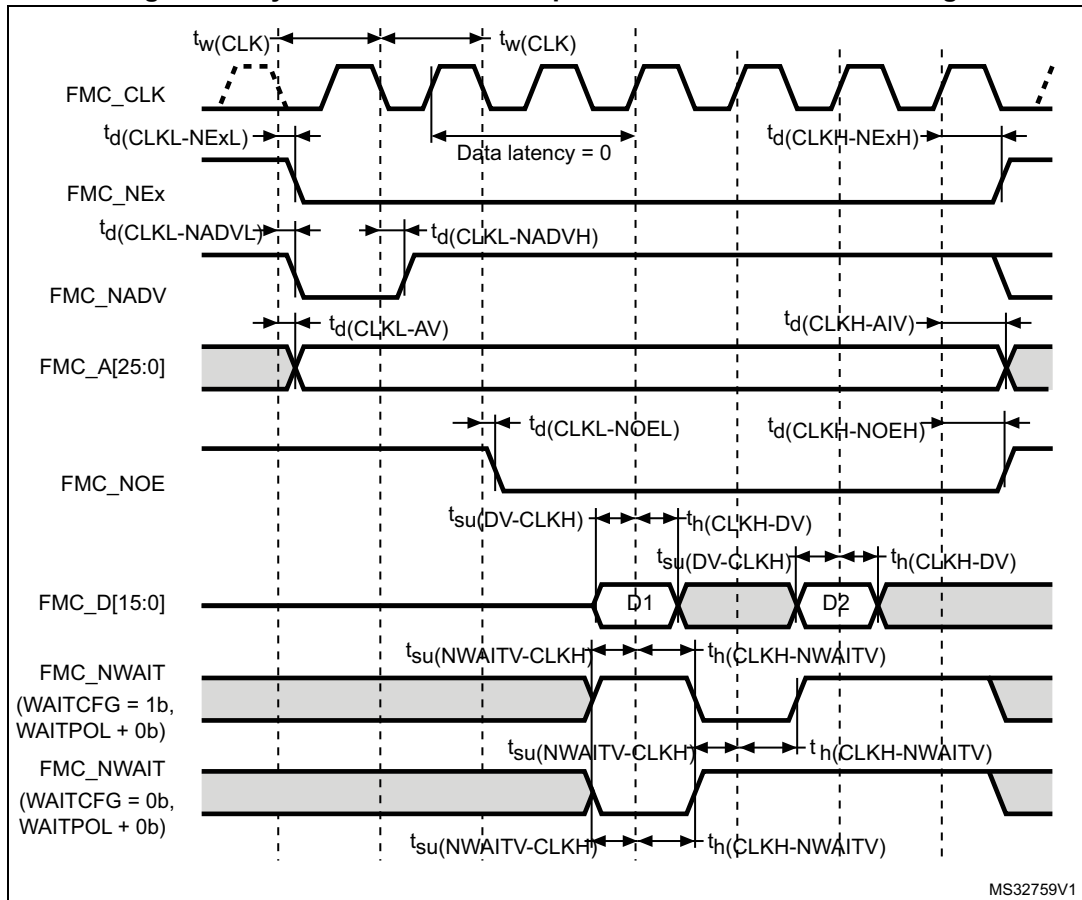 tw(CLK) tw(CLK)
FMC_CLK
td(CLKL-NExL) Data latency = 0 td(CLKH-NExH)
FMC_NEx
td(CLKL-NADVL) td(CLKL-NADVH)
FMC_NADV
td(CLKL-AV) td(CLKH-AIV)
FMC_A[25:0]
td(CLKL-NOEL) td(CLKH-NOEH)
FMC_NOE
tsu(DV-CLKH) th(CLKH-DV)
tsu(DV-CLKH) th(CLKH-DV)
FMC_D[15:0] D1 D2
tsu(NWAITV-CLKH) th(CLKH-NWAITV)
FMC_NWAIT
(WAITCFG = 1b,
WAITPOL + 0b)
tsu(NWAITV-CLKH) th(CLKH-NWAITV)
FMC_NWAIT
(WAITCFG = 0b,
WAITPOL + 0b)
tsu(NWAITV-CLKH) th(CLKH-NWAITV)
MS32759V1